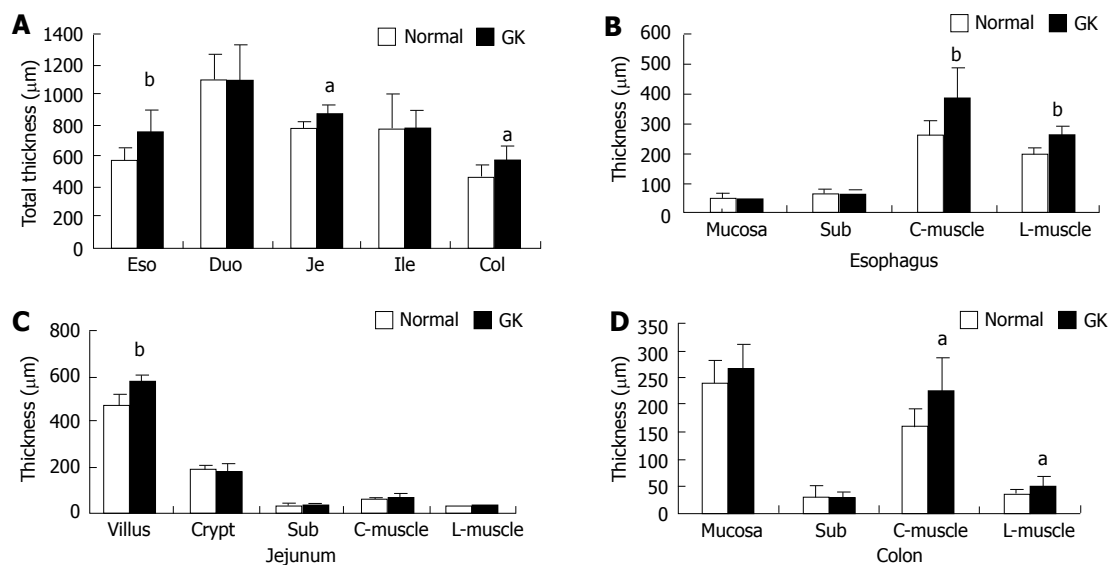 A
Normal GK
Total thickness (μm)
1400
1200
1000
800
600
400
200
0
b
a
a
Eso Duo Je Ile Col
B
Normal GK
Thickness (μm)
600
500
400
300
200
100
0
b
b
Mucosa Sub C-muscle L-muscle
Esophagus
C
Normal GK
Thickness (μm)
800
600
400
200
0
b
Villus Crypt Sub C-muscle L-muscle
Jejunum
D
Normal GK
Thickness (μm)
350
300
250
200
150
100
50
0
a
a
Mucosa Sub C-muscle L-muscle
Colon